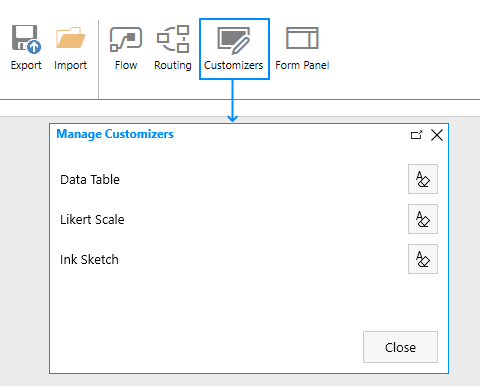 Export Import Flow Routing Customizers Form Panel
Manage Customizers
Data Table
Likert Scale
Ink Sketch
Close